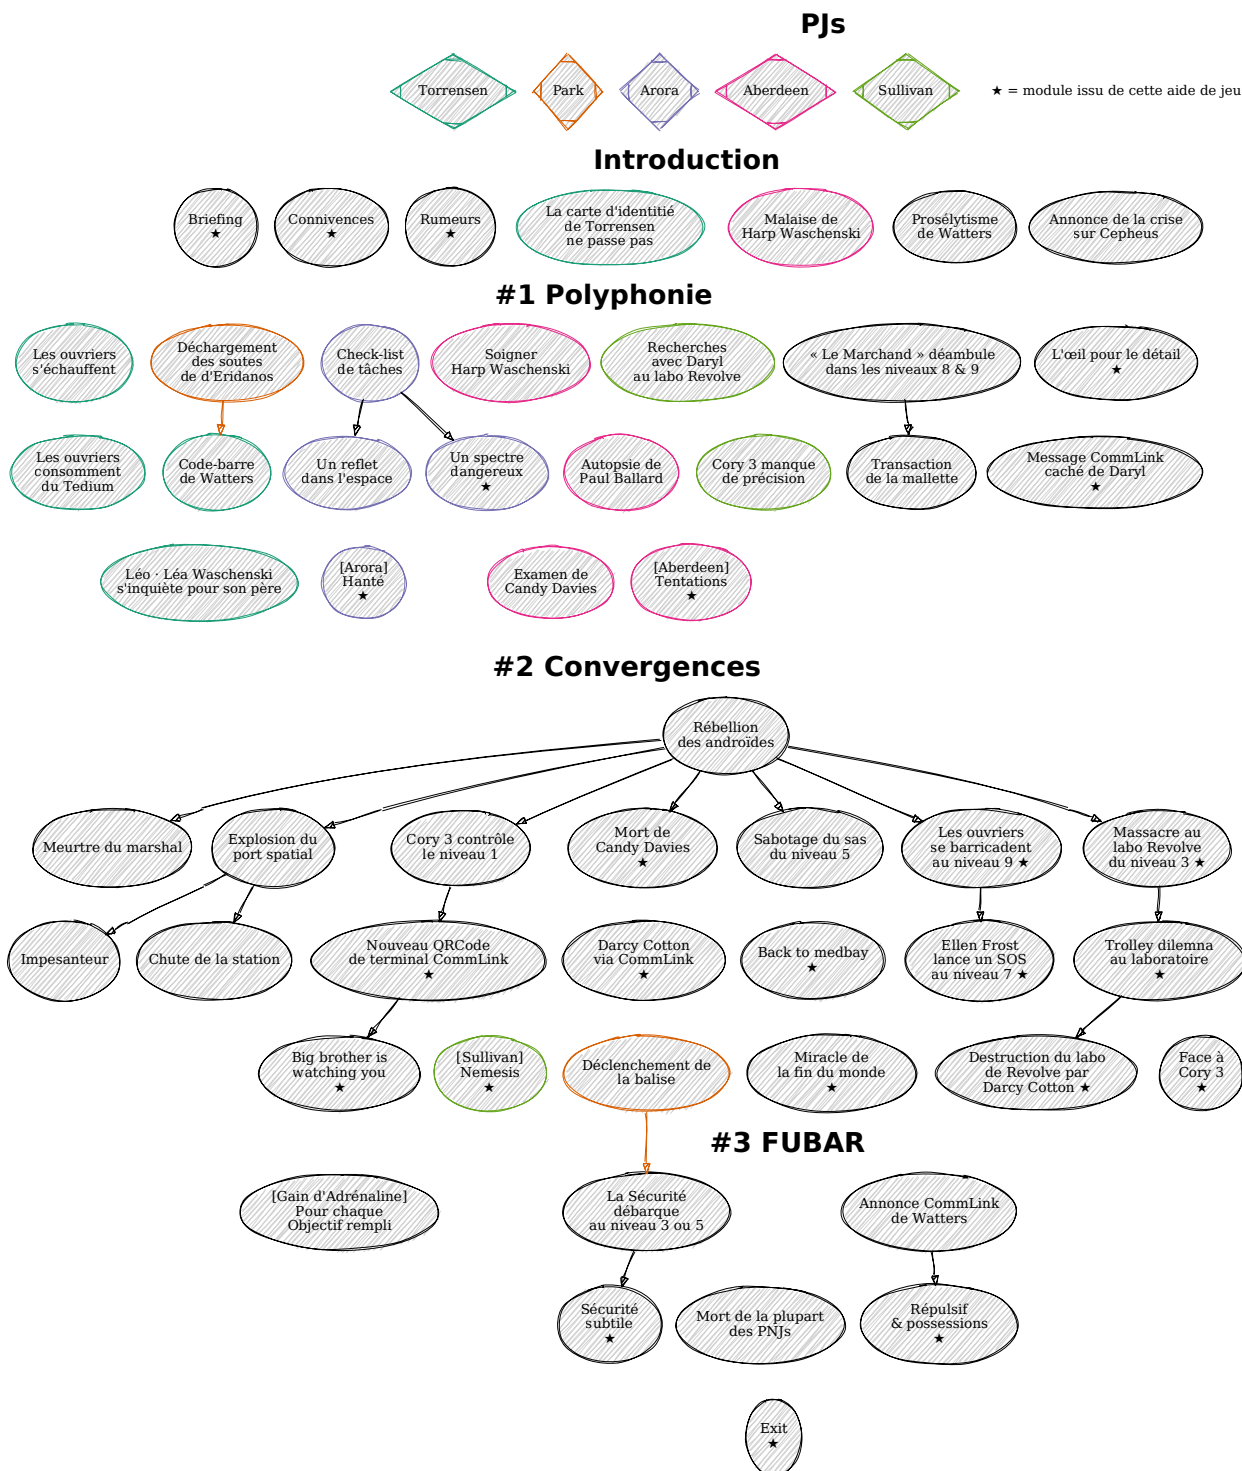 PJs
Torrensen
Park
Arora
Aberdeen
Sullivan
★ = module issu de cette aide de jeu
Introduction
Briefing
★
Connivences
★
Rumeurs
★
La carte d'identitié
de Torrensen
ne passe pas
Malaise de
Harp Waschenski
Prosélytisme
de Watters
Annonce de la crise
sur Cepheus
#1 Polyphonie
Les ouvriers
s'échauffent
Déchargement
des soutes
de d'Eridanos
Check-list
de tâches
Soigner
Harp Waschenski
Recherches
avec Daryl
au labo Revolve
« Le Marchand » déambule
dans les niveaux 8 & 9
L'œil pour le détail
★
Les ouvriers
consomment
du Tedium
Code-barre
de Watters
Un reflet
dans l'espace
Un spectre
dangereux
★
Autopsie de
Paul Ballard
Cory 3 manque
de précision
Transaction
de la mallette
Message CommLink
caché de Daryl
★
Léo · Léa Waschenski
s'inquiète pour son père
[Arora]
Hanté
★
Examen de
Candy Davies
[Aberdeen]
Tentations
★
#2 Convergences
Rébellion
des androïdes
Meurtre du marshal
Explosion du
port spatial
Cory 3 contrôle
le niveau 1
Mort de
Candy Davies
★
Sabotage du sas
du niveau 5
Les ouvriers
se barricadent
au niveau 9 ★
Massacre au
labo Revolve
du niveau 3 ★
Impesanteur
Chute de la station
Nouveau QRCode
de terminal CommLink
★
Darcy Cotton
via CommLink
★
Back to medbay
★
Ellen Frost
lance un SOS
au niveau 7 ★
Trolley dilemna
au laboratoire
★
Big brother is
watching you
★
[Sullivan]
Nemesis
★
Déclenchement de
la balise
Miracle de
la fin du monde
★
Destruction du labo
de Revolve par
Darcy Cotton ★
Face à
Cory 3
★
#3 FUBAR
[Gain d'Adrénaline]
Pour chaque
Objectif rempli
La Sécurité
débarque
au niveau 3 ou 5
Annonce CommLink
de Watters
Sécurité
subtile
★
Mort de la plupart
des PNJs
Répulsif
& possessions
★
Exit
★